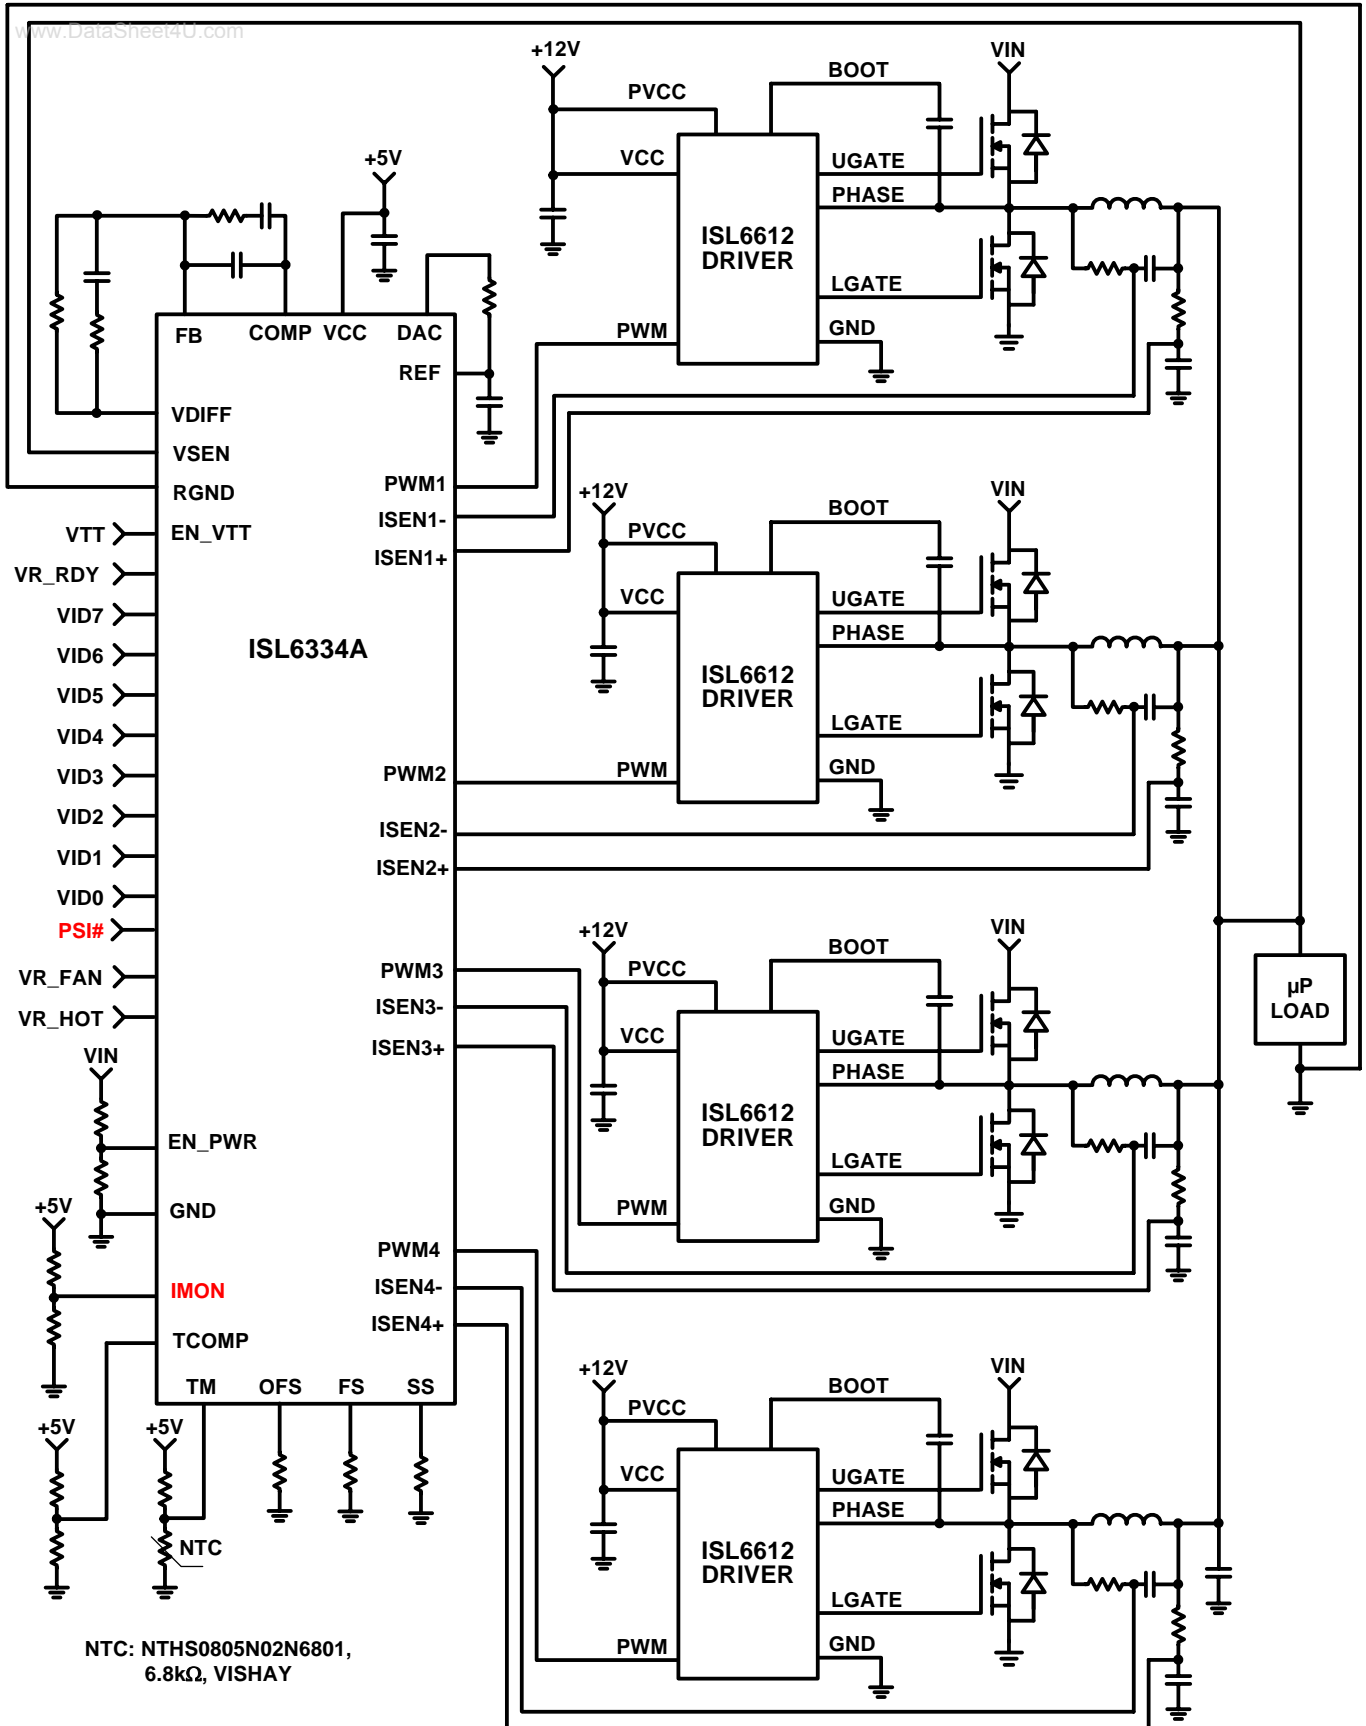 www.DataSheet4U.com
+12V
VIN
BOOT
PVCC
VCC
UGATE
PHASE
ISL6612
DRIVER
LGATE
GND
PWM
+5V
FB
COMP
VCC
DAC
REF
VDIFF
VSEN
RGND
PWM1
ISEN1-
ISEN1+
VTT
EN_VTT
VR_RDY
VID7
VID6
VID5
VID4
VID3
VID2
VID1
VID0
PSI#
VR_FAN
VR_HOT
ISL6334A
+12V
VIN
BOOT
PVCC
VCC
UGATE
PHASE
ISL6612
DRIVER
LGATE
GND
PWM
PWM2
ISEN2-
ISEN2+
+12V
VIN
BOOT
PVCC
VCC
UGATE
PHASE
ISL6612
DRIVER
LGATE
GND
PWM
PWM3
ISEN3-
ISEN3+
µP
LOAD
VIN
EN_PWR
GND
+5V
IMON
TCOMP
PWM4
ISEN4-
ISEN4+
TM
OFS
FS
SS
+5V
+5V
NTC
+12V
VIN
BOOT
PVCC
VCC
UGATE
PHASE
ISL6612
DRIVER
LGATE
GND
PWM
NTC: NTHS0805N02N6801,
6.8kΩ, VISHAY